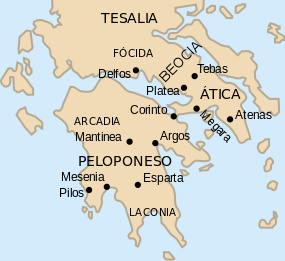 TESALIA
FÓCIDA
BEOCIA
Delfos
Tebas
Platea
ÁTICA
Corinto
Megara
Atenas
ARCADIA
Mantinea
Argos
PELOPONESO
Mesenia
Pilos
Esparta
LACONIA